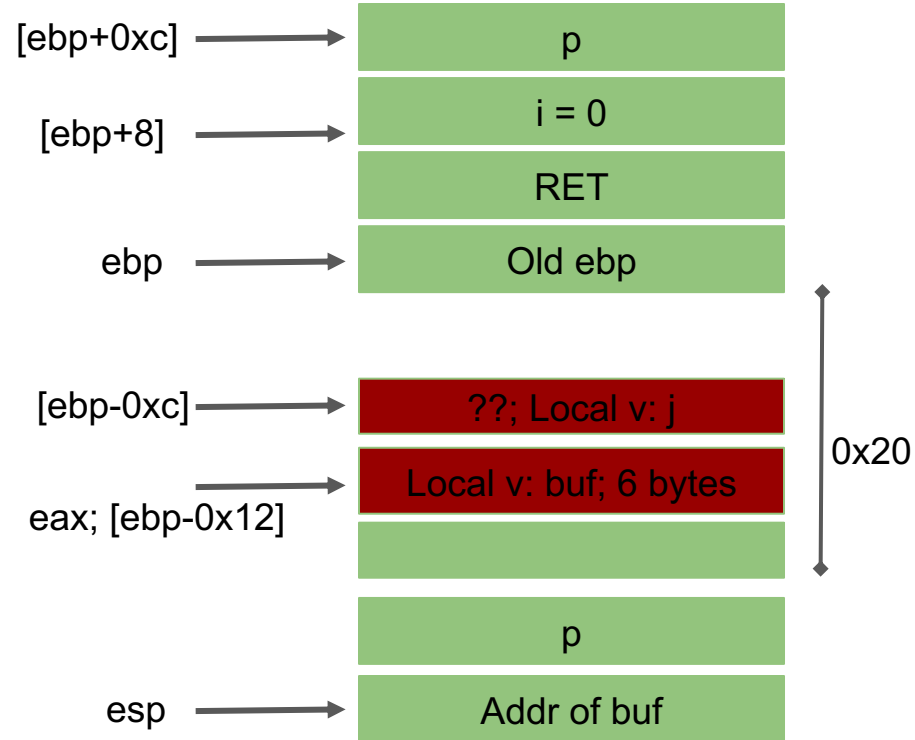 [ebp+0xc]
p
[ebp+8]
i = 0
RET
ebp
Old ebp
[ebp-0xc]
??; Local v: j
0x20
Local v: buf; 6 bytes
eax; [ebp-0x12]
p
esp
Addr of buf